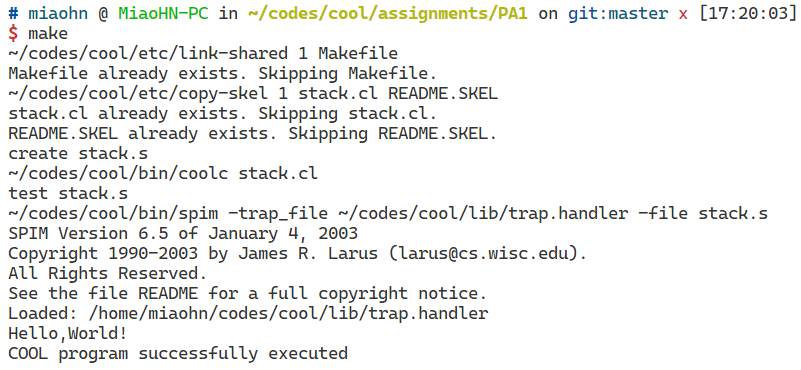 # miaohn @ MiaoHN-PC in ~/codes/cool/assignments/PA1 on git:master x [17:20:03]
$ make
~/codes/cool/etc/link-shared 1 Makefile
Makefile already exists. Skipping Makefile.
~/codes/cool/etc/copy-skel 1 stack.cl README.SKEL
stack.cl already exists. Skipping stack.cl.
README.SKEL already exists. Skipping README.SKEL.
create stack.s
~/codes/cool/bin/coolc stack.cl
test stack.s
~/codes/cool/bin/spim -trap_file ~/codes/cool/lib/trap.handler -file stack.s
SPIM Version 6.5 of January 4, 2003
Copyright 1990-2003 by James R. Larus (larus@cs.wisc.edu).
All Rights Reserved.
See the file README for a full copyright notice.
Loaded: /home/miaohn/codes/cool/lib/trap.handler
Hello,World!
COOL program successfully executed